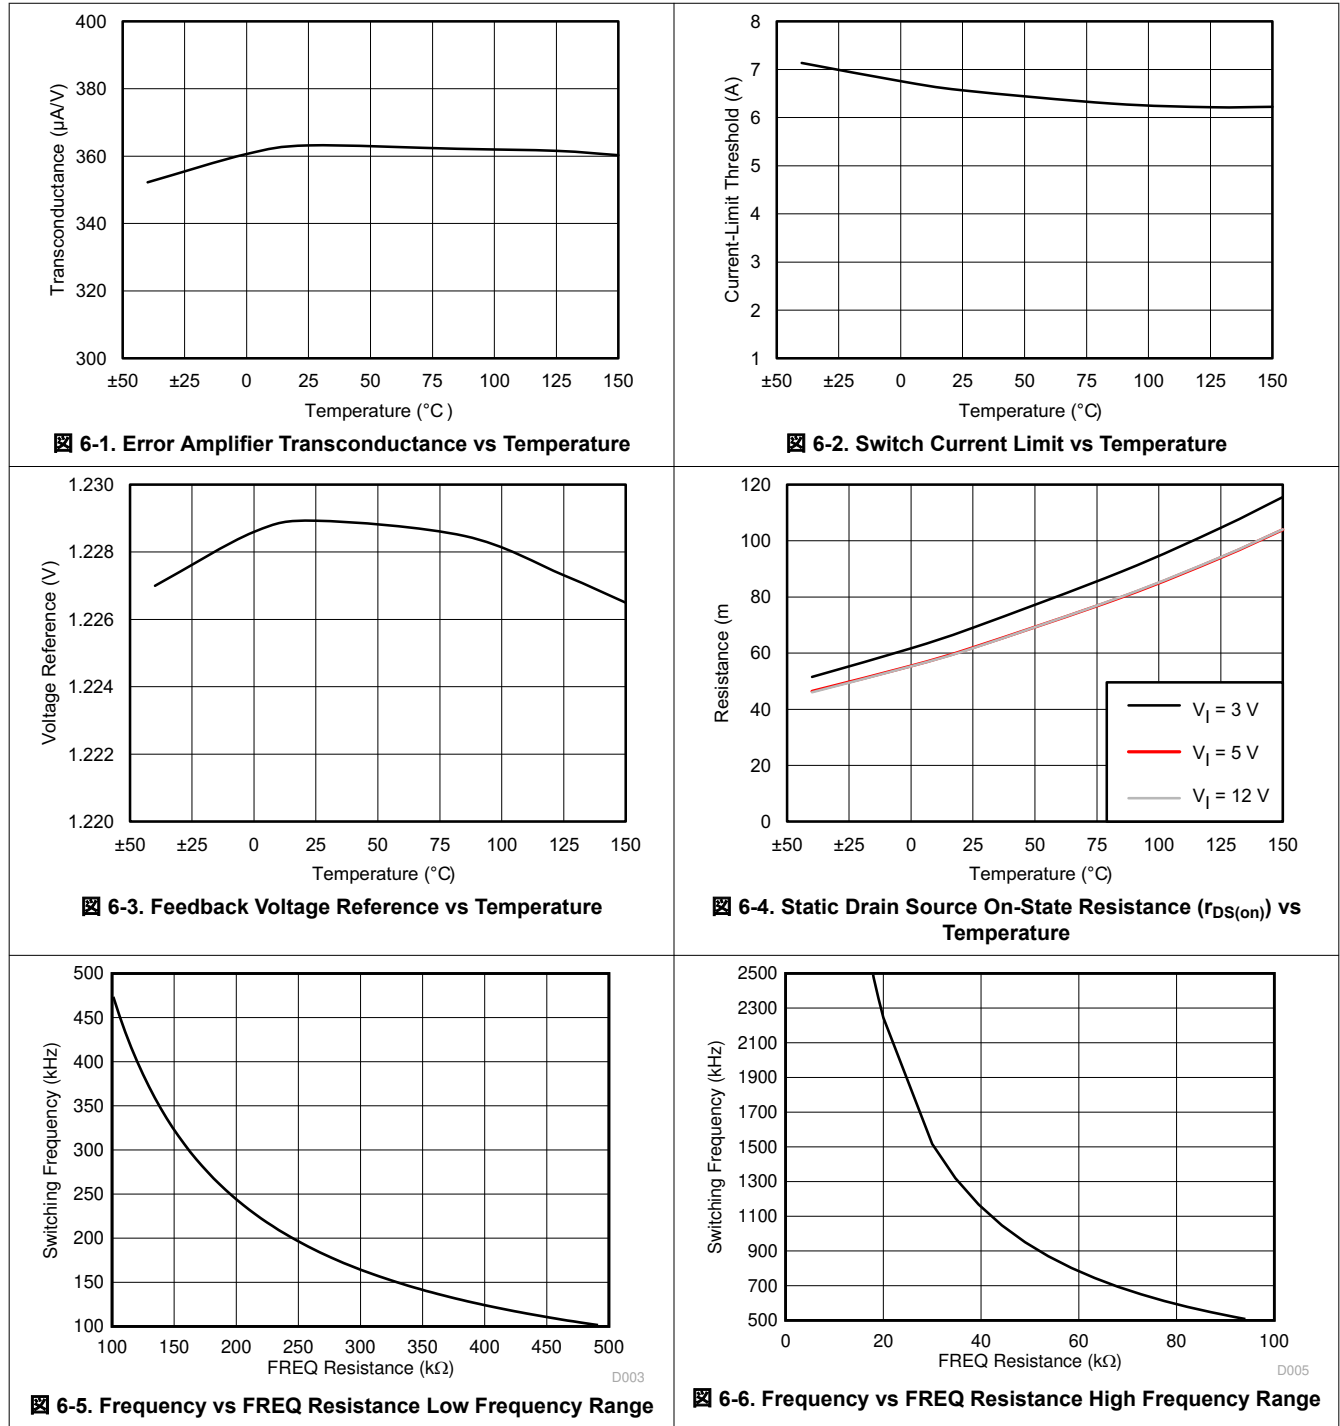 400
380
360
340
320
300
Transconductance (µA/V)
±50 ±25 0 25 50 75 100 125 150
Temperature (°C )
図 6-1. Error Amplifier Transconductance vs Temperature
8
7
6
5
4
3
2
1
Current-Limit Threshold (A)
±50 ±25 0 25 50 75 100 125 150
Temperature (°C)
図 6-2. Switch Current Limit vs Temperature
1.230
1.228
1.226
1.224
1.222
1.220
Voltage Reference (V)
±50 ±25 0 25 50 75 100 125 150
Temperature (°C)
図 6-3. Feedback Voltage Reference vs Temperature
120
100
80
60
40
20
0
Resistance (m
V_I = 3 V
V_I = 5 V
V_I = 12 V
±50 ±25 0 25 50 75 100 125 150
Temperature (°C)
図 6-4. Static Drain Source On-State Resistance (r_DS(on)) vs
Temperature
500
450
400
350
300
250
200
150
100
Switching Frequency (kHz)
100 150 200 250 300 350 400 450 500
FREQ Resistance (kΩ)
D003
図 6-5. Frequency vs FREQ Resistance Low Frequency Range
2500
2300
2100
1900
1700
1500
1300
1100
900
700
500
Switching Frequency (kHz)
0 20 40 60 80 100
FREQ Resistance (kΩ)
D005
図 6-6. Frequency vs FREQ Resistance High Frequency Range